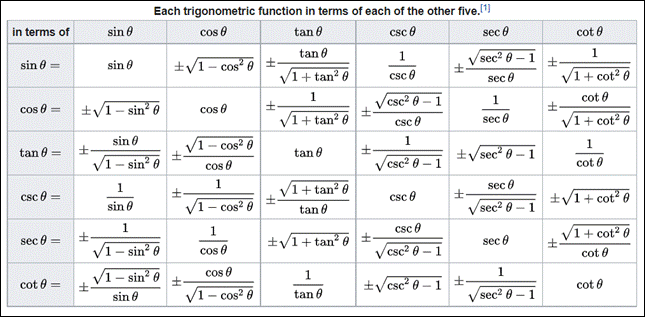 Each trigonometric function in terms of each of the other five.[1]
in terms of sin θ cos θ tan θ csc θ sec θ cot θ
sin θ = sin θ ±√(1 − cos² θ) ± tan θ/√(1 + tan² θ) 1/csc θ ± √(sec² θ − 1)/sec θ ± 1/√(1 + cot² θ)
cos θ = ±√(1 − sin² θ) cos θ ± 1/√(1 + tan² θ) ± √(csc² θ − 1)/csc θ 1/sec θ ± cot θ/√(1 + cot² θ)
tan θ = ± sin θ/√(1 − sin² θ) ± √(1 − cos² θ)/cos θ tan θ ± 1/√(csc² θ − 1) ±√(sec² θ − 1) 1/cot θ
csc θ = 1/sin θ ± 1/√(1 − cos² θ) ± √(1 + tan² θ)/tan θ csc θ ± sec θ/√(sec² θ − 1) ±√(1 + cot² θ)
sec θ = ± 1/√(1 − sin² θ) 1/cos θ ±√(1 + tan² θ) ± csc θ/√(csc² θ − 1) sec θ ± √(1 + cot² θ)/cot θ
cot θ = ± √(1 − sin² θ)/sin θ ± cos θ/√(1 − cos² θ) 1/tan θ ±√(csc² θ − 1) ± 1/√(sec² θ − 1) cot θ